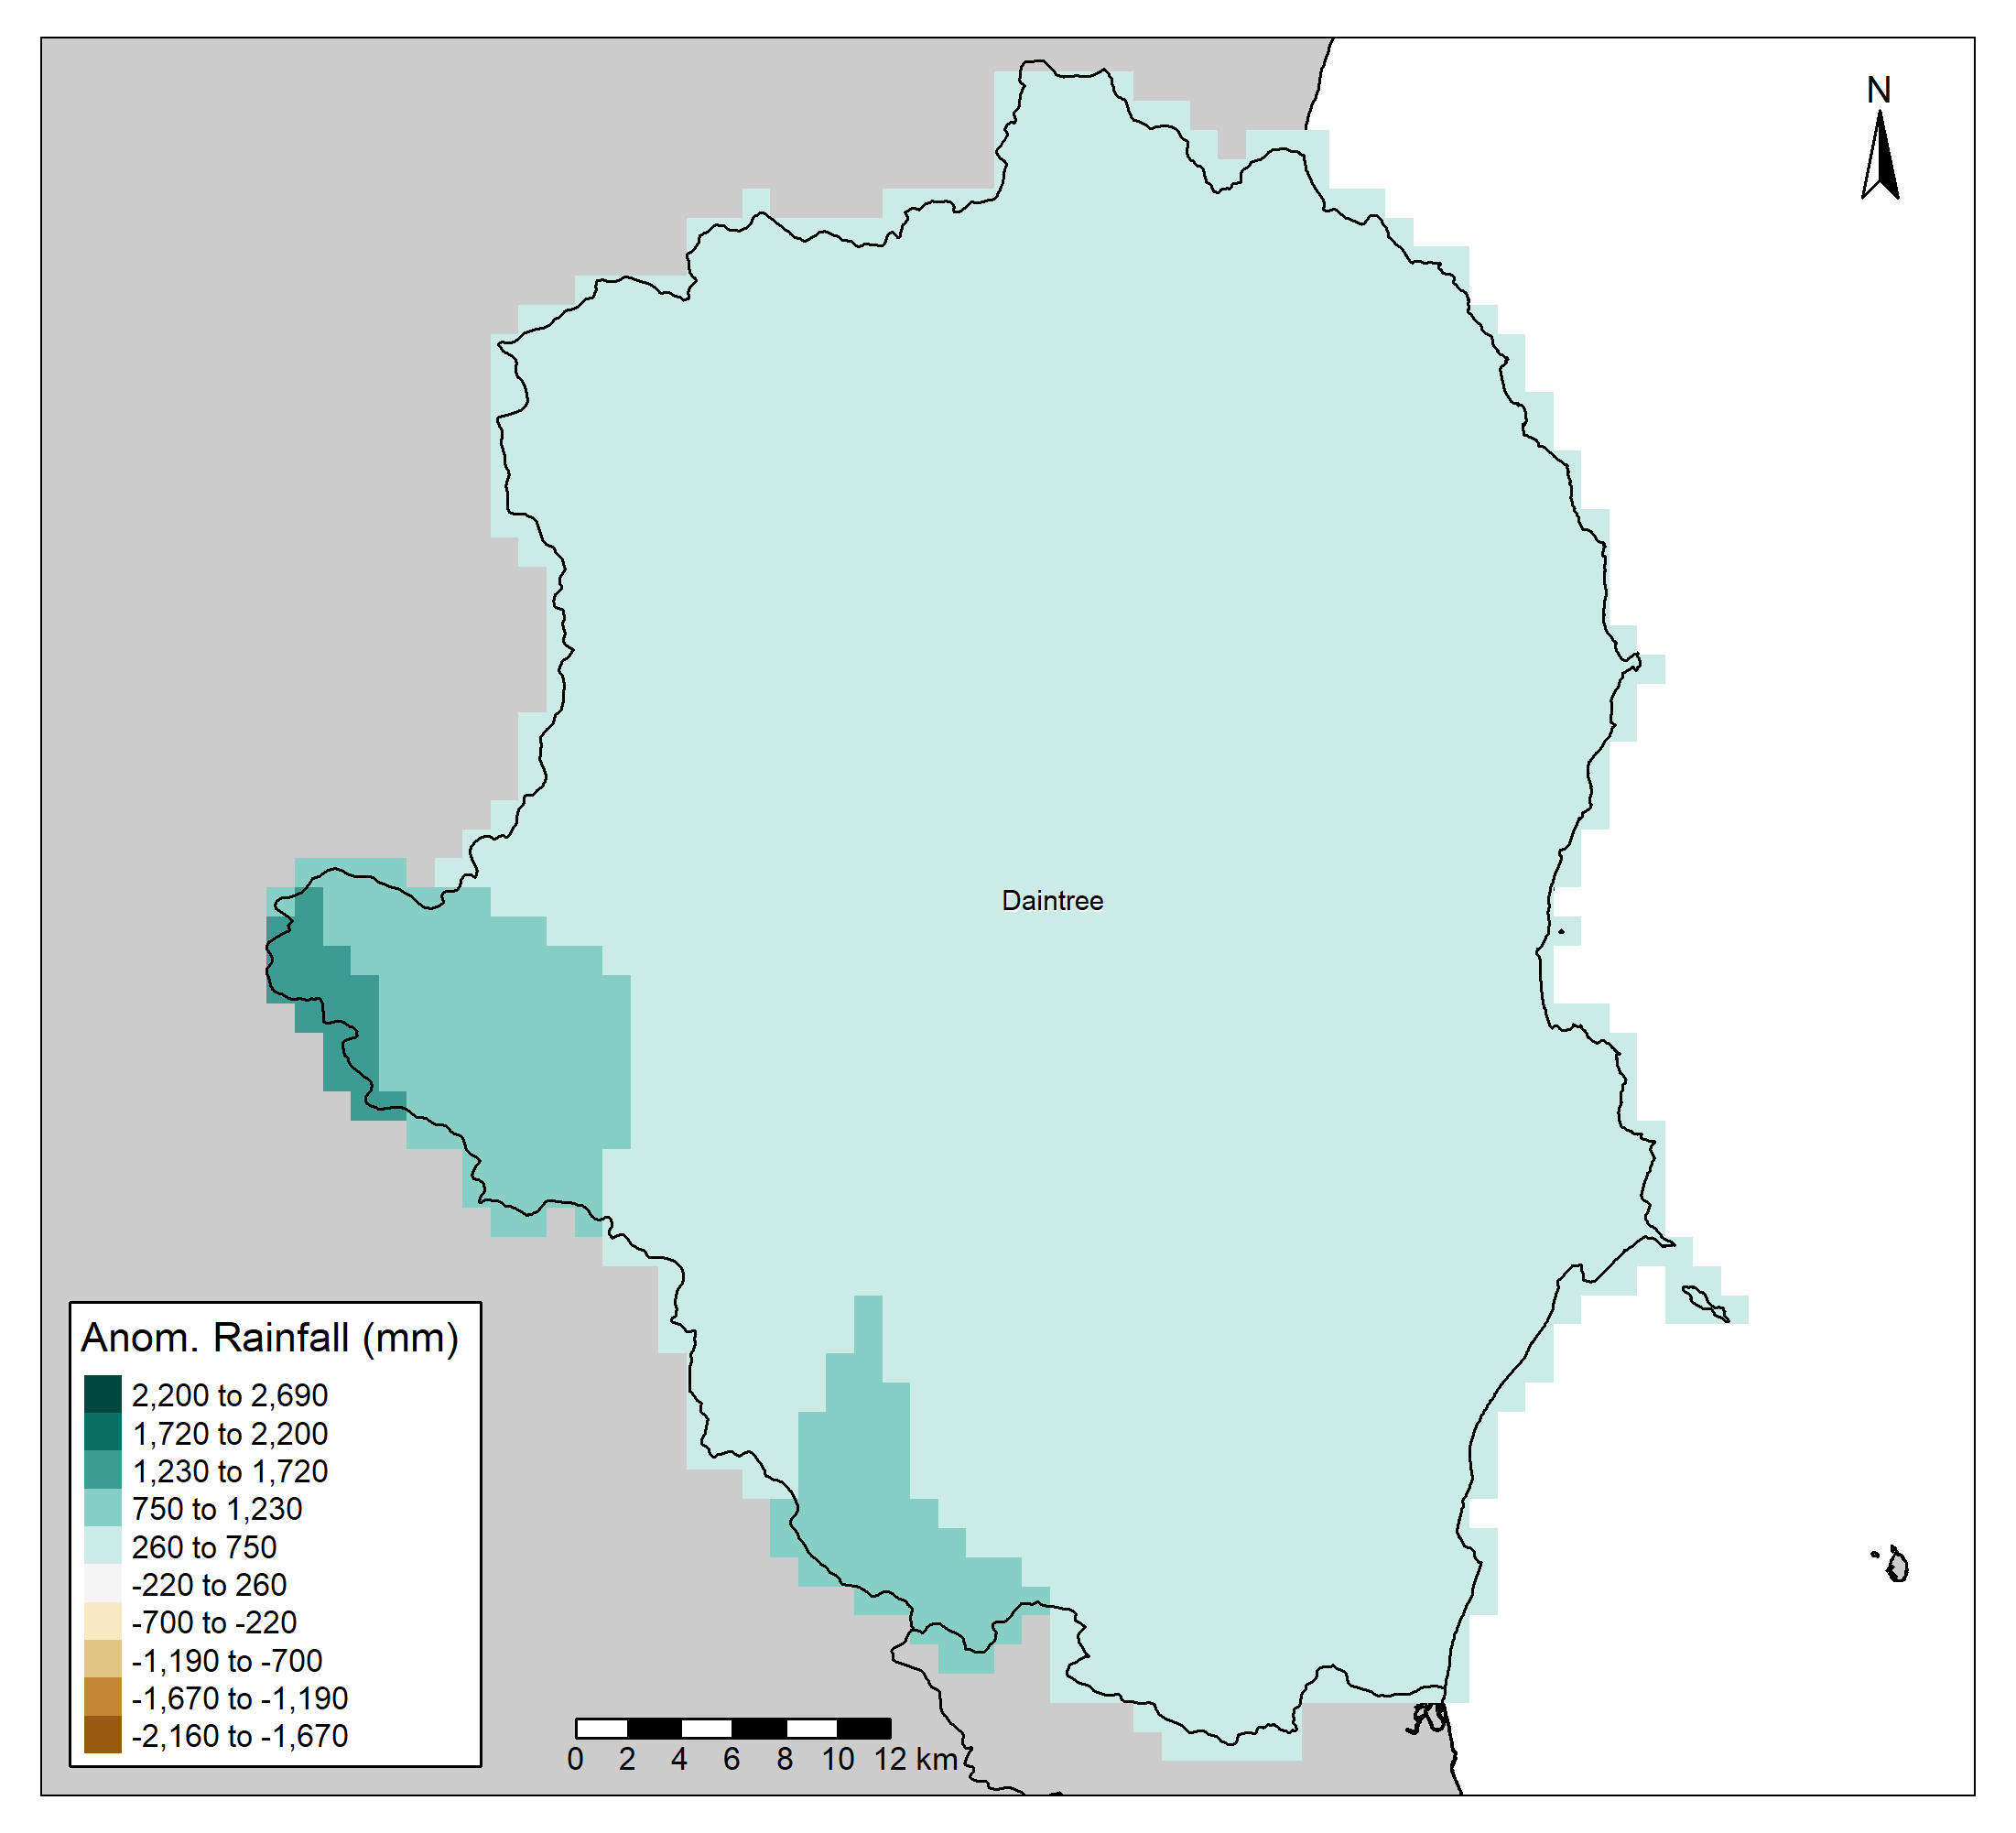 N
Daintree
Anom. Rainfall (mm)
2,200 to 2,690
1,720 to 2,200
1,230 to 1,720
750 to 1,230
260 to 750
-220 to 260
-700 to -220
-1,190 to -700
-1,670 to -1,190
-2,160 to -1,670
0 2 4 6 8 10 12 km